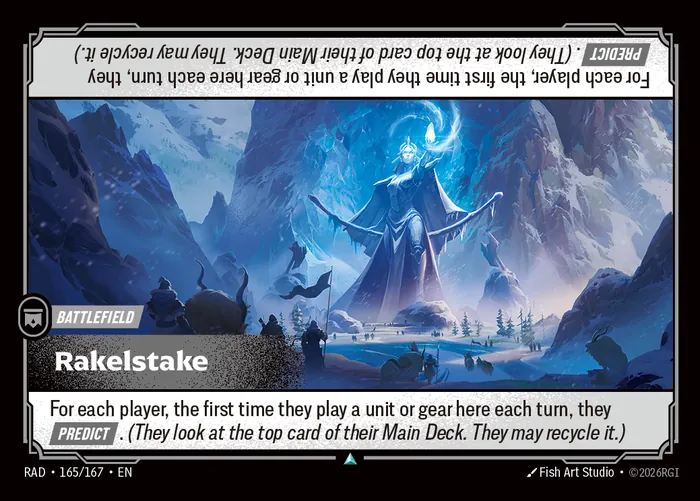 For each player, the first time they play a unit or gear here each turn, they
PREDICT . (They look at the top card of their Main Deck. They may recycle it.)
BATTLEFIELD
Rakelstake
For each player, the first time they play a unit or gear here each turn, they
PREDICT . (They look at the top card of their Main Deck. They may recycle it.)
RAD • 165/167 • EN
Fish Art Studio • ©2026RGI